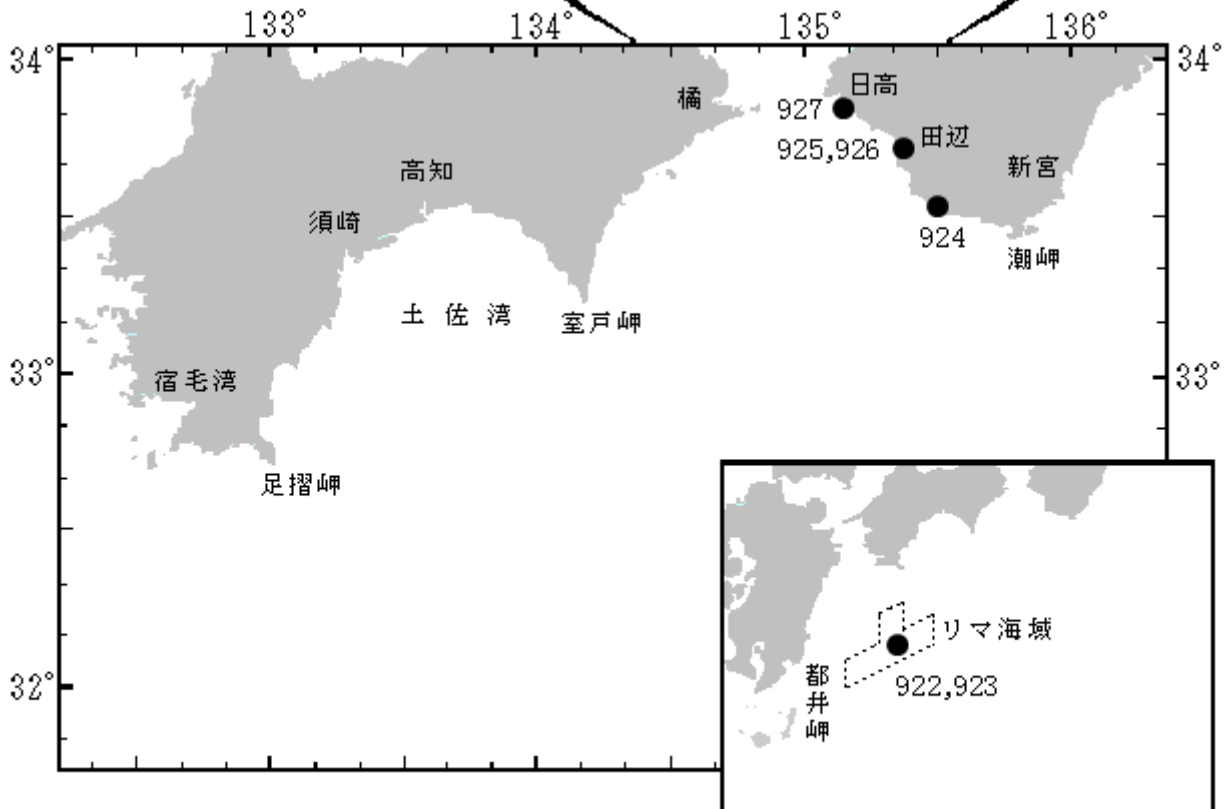 133° 134° 135° 136°
34° 34°
日高
橘
927
田辺
925,926
新宮
高知
須崎
924
潮岬
土佐湾
室戸岬
33° 33°
宿毛湾
足摺岬
リマ海域
922,923
都井岬
32°